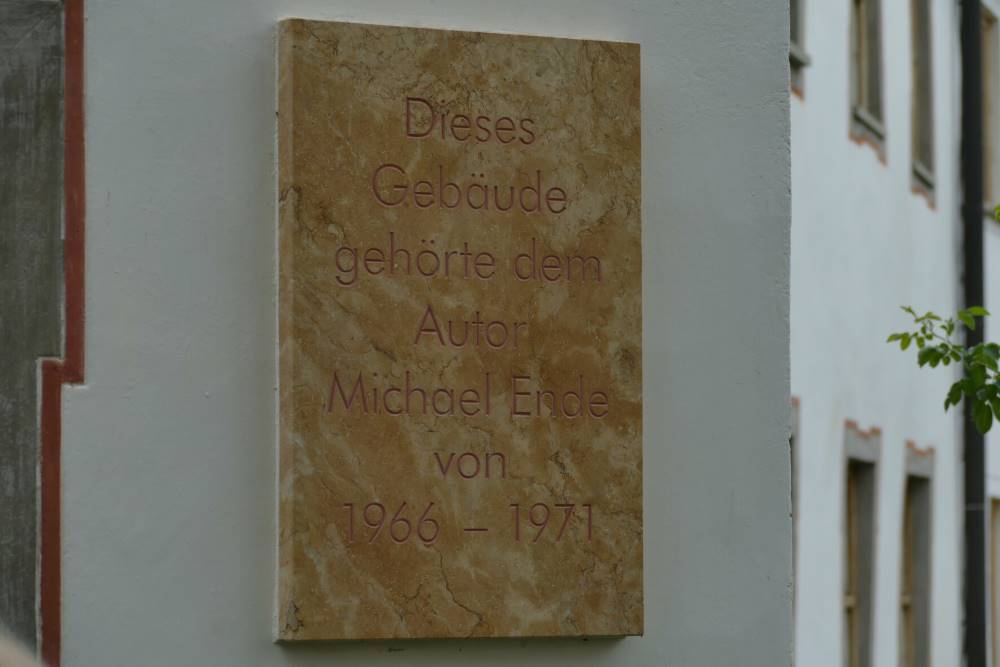 Dieses
Gebäude
gehörte dem
Autor
Michael Ende
von
1966 – 1971